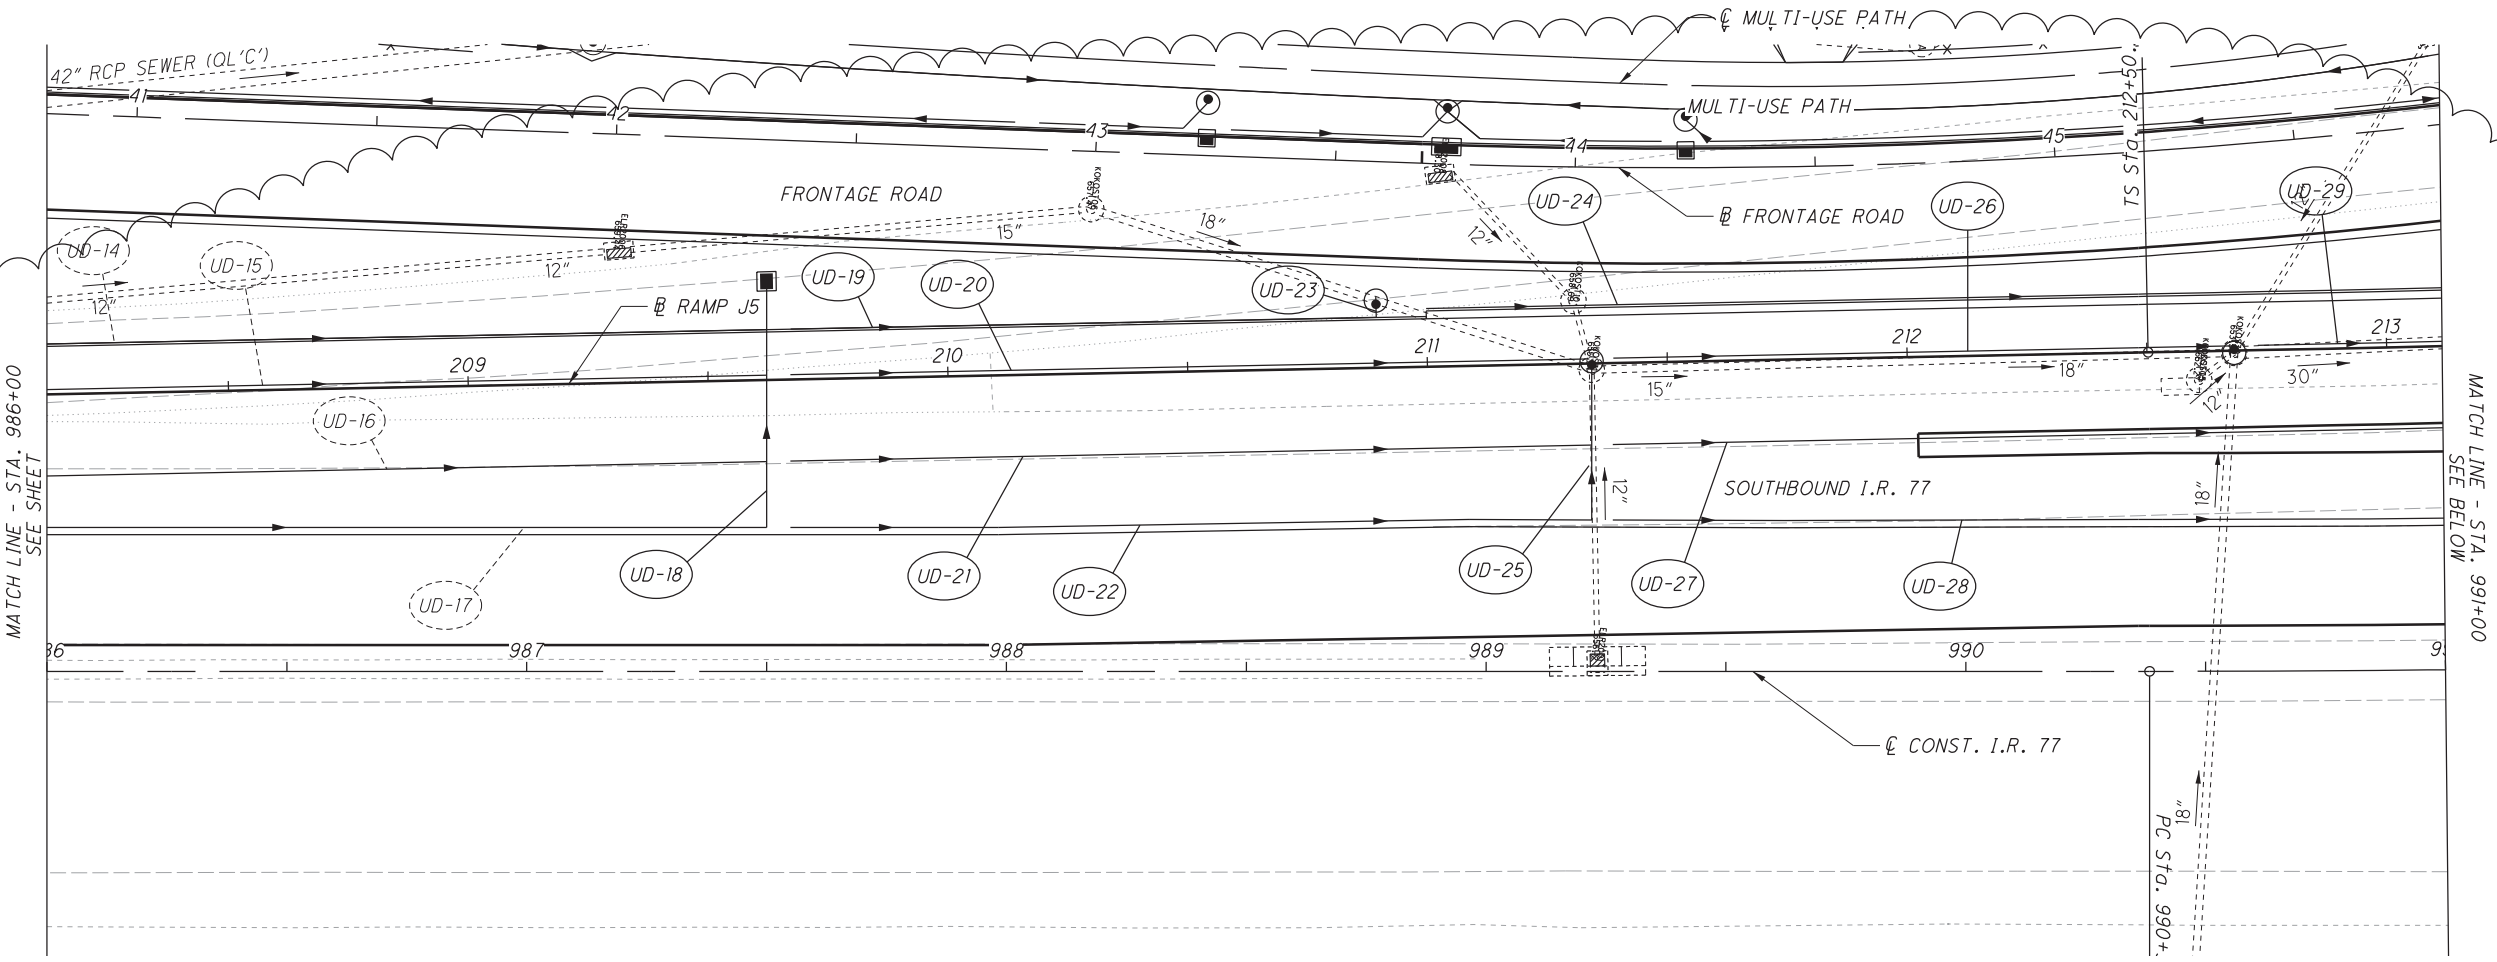 ℄ MULTI-USE PATH
42" RCP SEWER (QL'C')
41
42
43
44
45
MULTI-USE PATH
TS Sta. 212+50.
FRONTAGE ROAD
℄ FRONTAGE ROAD
UD-14
UD-15
UD-16
UD-17
UD-18
UD-19
UD-20
UD-21
UD-22
UD-23
UD-24
UD-25
UD-26
UD-27
UD-28
UD-29
12"
12"
15"
18"
12"
15"
18"
30"
12"
12"
18"
18"
℄ RAMP J5
209
210
211
212
213
SOUTHBOUND I.R. 77
987
988
989
990
℄ CONST. I.R. 77
PC Sta. 990+
MATCH LINE - STA. 986+00
SEE SHEET
MATCH LINE - STA. 991+00
SEE BELOW